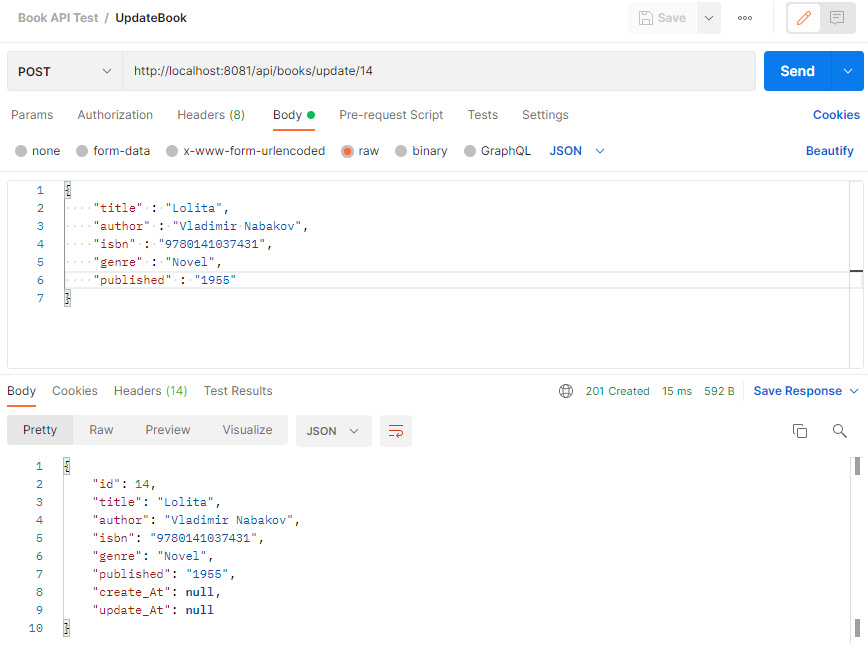 Book API Test / UpdateBook
Save
POST http://localhost:8081/api/books/update/14 Send
Params Authorization Headers (8) Body Pre-request Script Tests Settings Cookies
none form-data x-www-form-urlencoded raw binary GraphQL JSON Beautify
1 {
2 "title" : "Lolita",
3 "author" : "Vladimir Nabakov",
4 "isbn" : "9780141037431",
5 "genre" : "Novel",
6 "published" : "1955"
7 }
Body Cookies Headers (14) Test Results 201 Created 15 ms 592 B Save Response
Pretty Raw Preview Visualize JSON
1 {
2 "id": 14,
3 "title": "Lolita",
4 "author": "Vladimir Nabakov",
5 "isbn": "9780141037431",
6 "genre": "Novel",
7 "published": "1955",
8 "create_At": null,
9 "update_At": null
10 }